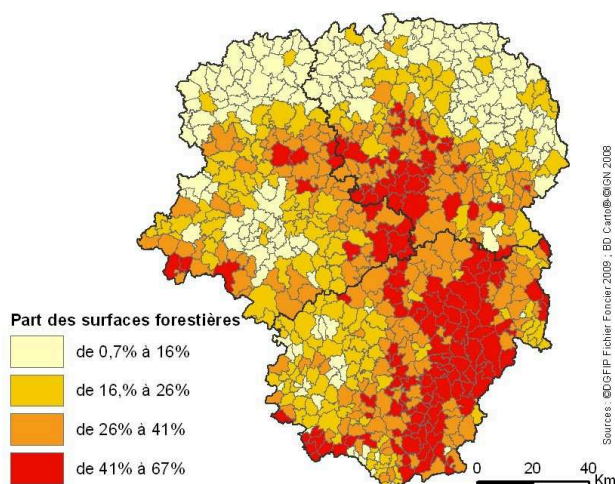 Part des surfaces forestières
de 0,7% à 16%
de 16,% à 26%
de 26% à 41%
de 41% à 67%
0 20 40
Km
Sources : ©DGFIP Fichier Foncier 2009 ; BD Carto®©IGN 2008